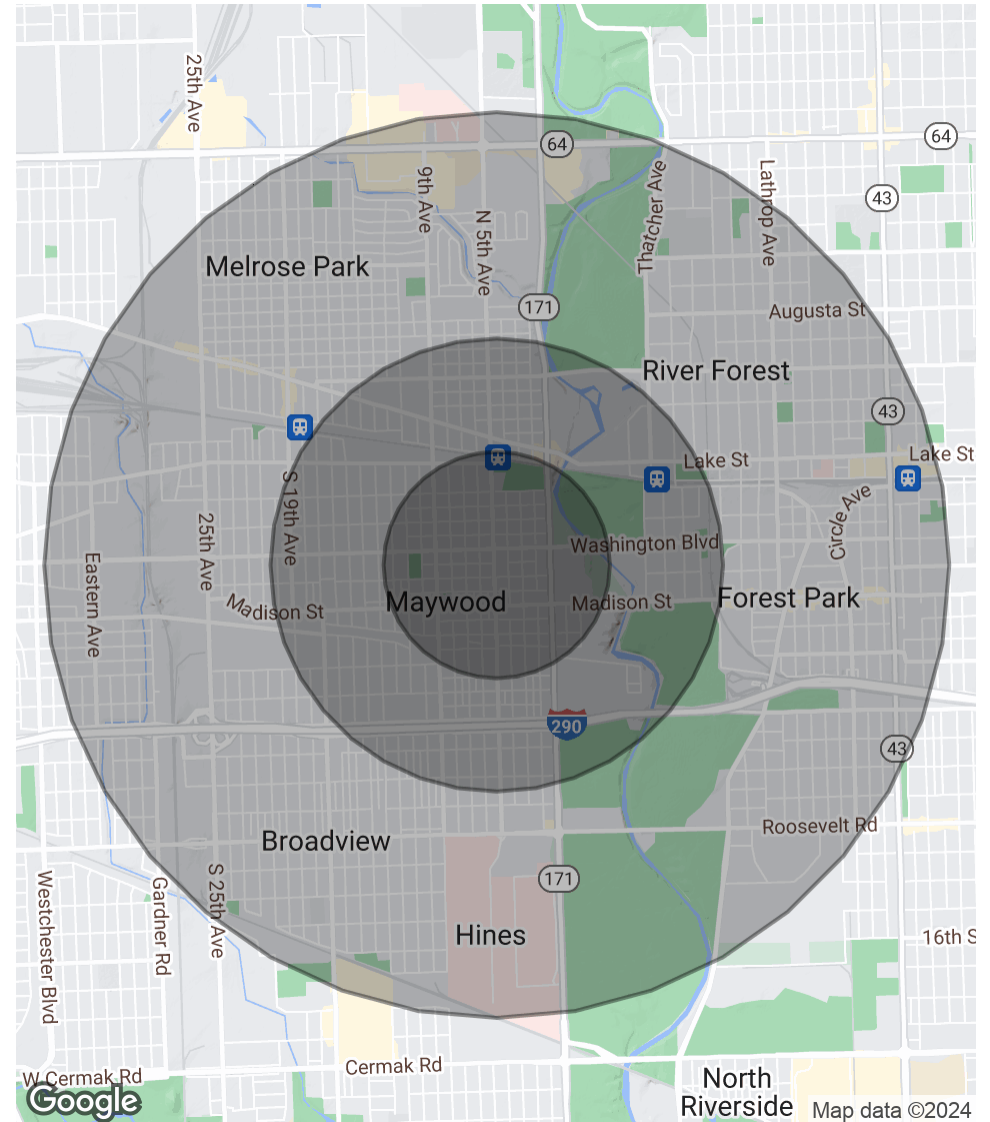 25th Ave
64
64
9th Ave
Thatcher Ave
Lathrop Ave
43
N 5th Ave
Melrose Park
171
Augusta St
River Forest
43
Lake St
Lake St
S 19th Ave
Circle Ave
25th Ave
Washington Blvd
Eastern Ave
Madison St
Maywood
Madison St
Forest Park
290
43
Roosevelt Rd
Broadview
171
Westchester Blvd
Gardner Rd
S 25th Ave
Hines
16th S
Cermak Rd
W Cermak Rd
North
Riverside
Google
Map data ©2024